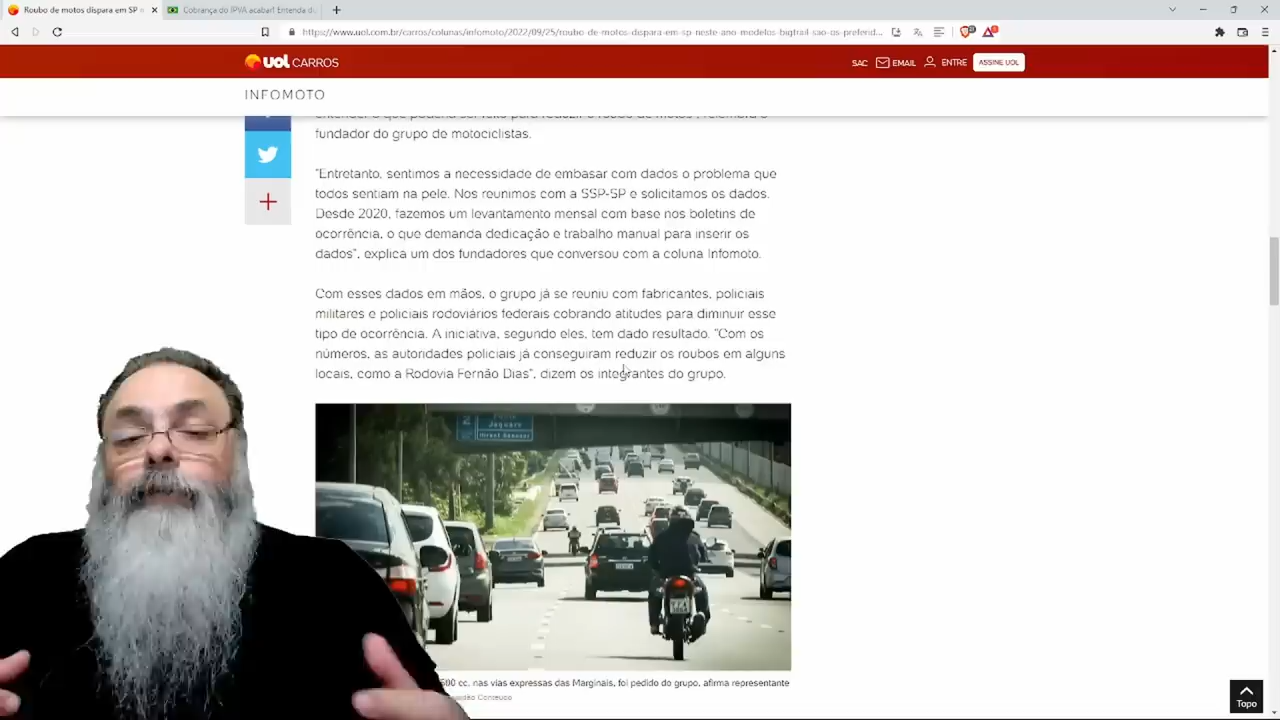 Roubo de motos dispara em SP
Cobrança do IPVA acabar! Entenda
https://www.uol.com.br/carros/colunas/infomoto/2022/09/25/roubo-de-motos-dispara-em-sp-neste-ano-modelos-bigtrail-sao-os-preferid...
UOL CARROS
SAC EMAIL ENTRE ASSINE UOL
INFOMOTO
fundador do grupo de motociclistas.
"Entretanto, sentimos a necessidade de embasar com dados o problema que
todos sentiam na pele. Nos reunimos com a SSP-SP e solicitamos os dados.
Desde 2020, fazemos um levantamento mensal com base nos boletins de
ocorrência, o que demanda dedicação e trabalho manual para inserir os
dados", explica um dos fundadores que conversou com a coluna Infomoto.
Com esses dados em mãos, o grupo já se reuniu com fabricantes, policiais
militares e policiais rodoviários federais cobrando atitudes para diminuir esse
tipo de ocorrência. A iniciativa, segundo eles, tem dado resultado. "Com os
números, as autoridades policiais já conseguiram reduzir os roubos em alguns
locais, como a Rodovia Fernão Dias", dizem os integrantes do grupo.
Jaguaré
500 cc, nas vias expressas das Marginais, foi pedido do grupo, afirma representante
Conteúdo
Topo